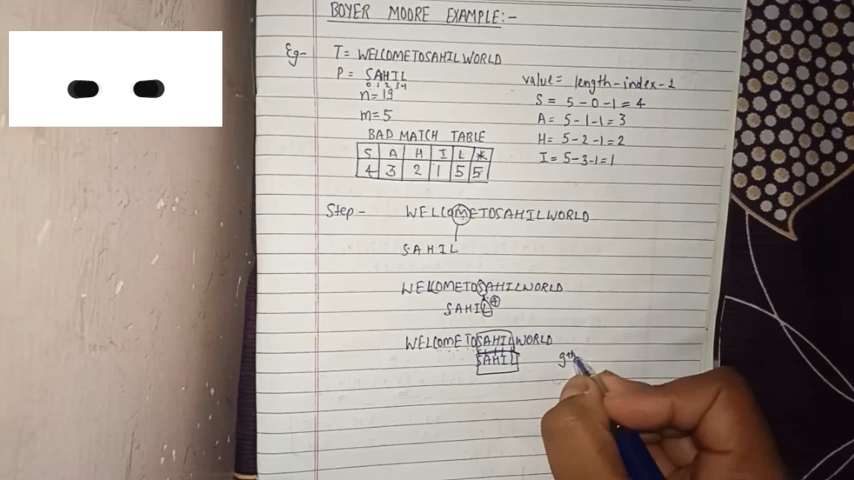 BOYER MOORE EXAMPLE:-
Eg- T= WELCOMETOSAHILWORLD
P = SAHIL
0 1 2 3 4
n=19
m=5
BAD MATCH TABLE
S A H I L *
4 3 2 1 5 5
value= length-index-1
S = 5-0-1=4
A = 5-1-1=3
H = 5-2-1=2
I = 5-3-1=1
Step - WELCOMETOSAHILWORLD
SAHIL
WELCOMETOSAHILWORLD
SAHIL
WELCOMETOSAHILWORLD
SAHIL
9th